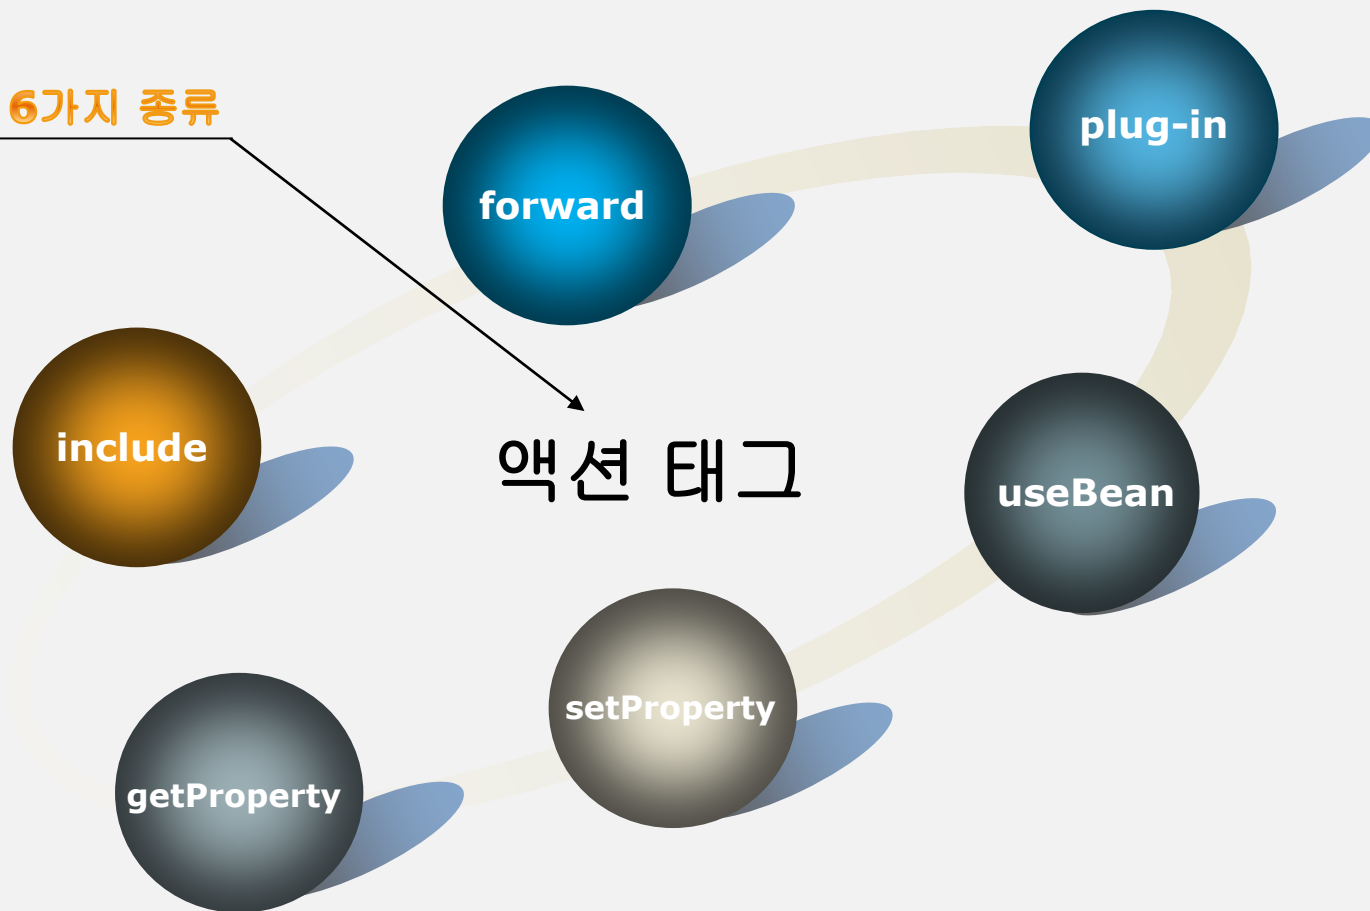 6가지 종류
plug-in
forward
include
액션 태그
useBean
setProperty
getProperty